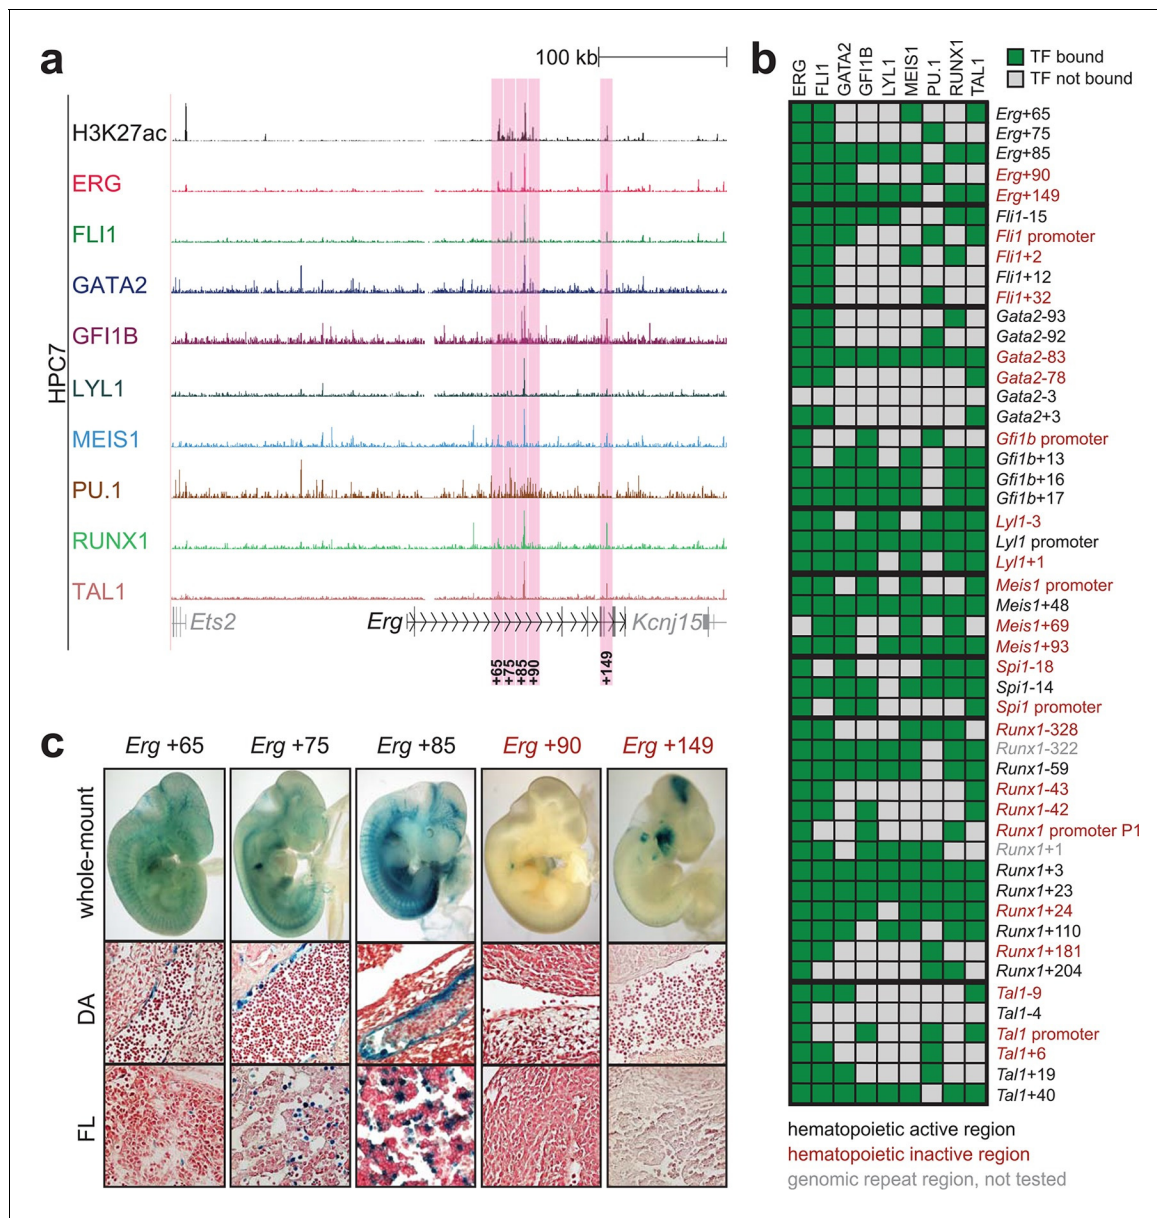 a
100 kb
HPC7
H3K27ac
ERG
FLI1
GATA2
GFI1B
LYL1
MEIS1
PU.1
RUNX1
TAL1
Ets2
Erg
Kcnj15
+65
+75
+85
+90
+149
b
ERG
FLI1
GATA2
GFI1B
LYL1
MEIS1
PU.1
RUNX1
TAL1
TF bound
TF not bound
Erg+65
Erg+75
Erg+85
Erg+90
Erg+149
Fli1-15
Fli1 promoter
Fli1+2
Fli1+12
Fli1+32
Gata2-93
Gata2-92
Gata2-83
Gata2-78
Gata2-3
Gata2+3
Gfi1b promoter
Gfi1b+13
Gfi1b+16
Gfi1b+17
Lyl1-3
Lyl1 promoter
Lyl1+1
Meis1 promoter
Meis1+48
Meis1+69
Meis1+93
Spi1-18
Spi1-14
Spi1 promoter
Runx1-328
Runx1-322
Runx1-59
Runx1-43
Runx1-42
Runx1 promoter P1
Runx1+1
Runx1+3
Runx1+23
Runx1+24
Runx1+110
Runx1+181
Runx1+204
Tal1-9
Tal1-4
Tal1 promoter
Tal1+6
Tal1+19
Tal1+40
hematopoietic active region
hematopoietic inactive region
genomic repeat region, not tested
c
Erg +65
Erg +75
Erg +85
Erg +90
Erg +149
whole-mount
DA
FL